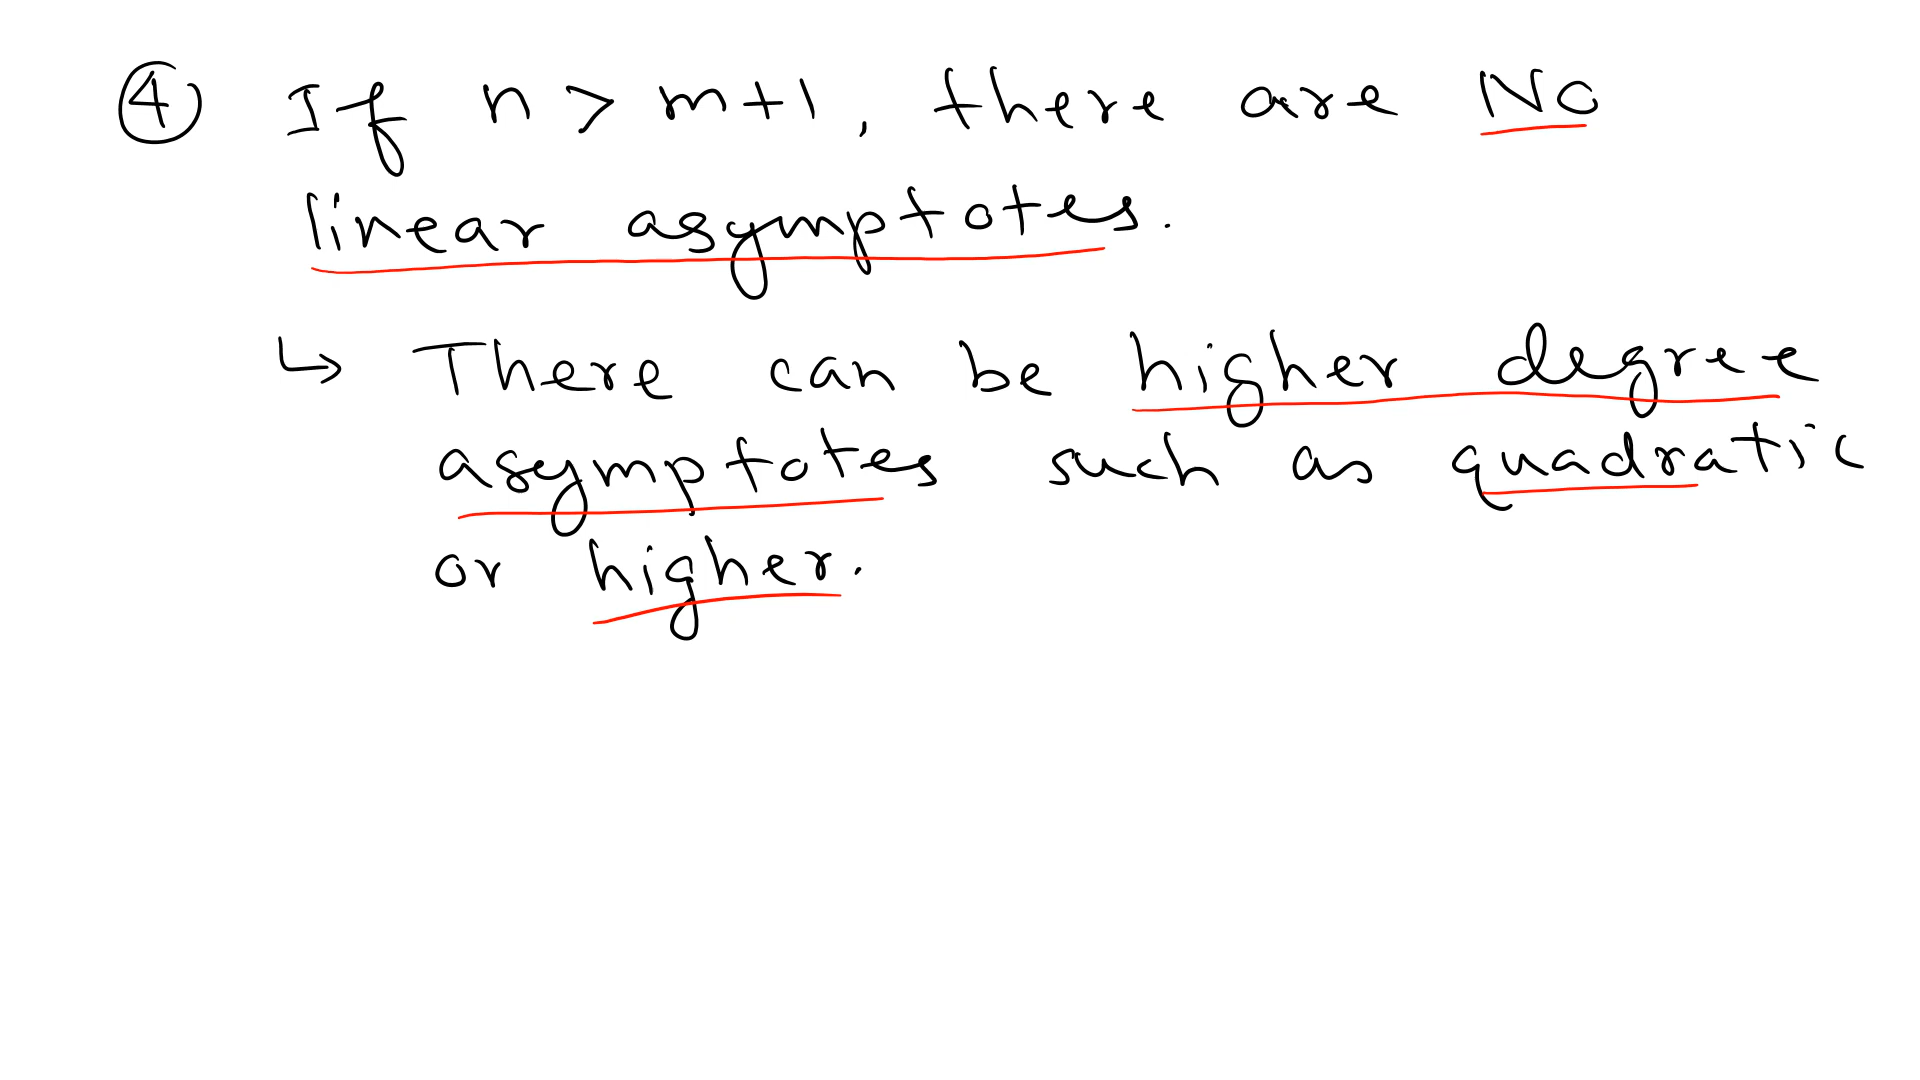 ④ If n > m+1, there are No
linear asymptotes.
↳ There can be higher degree
asymptotes such as quadratic
or higher.